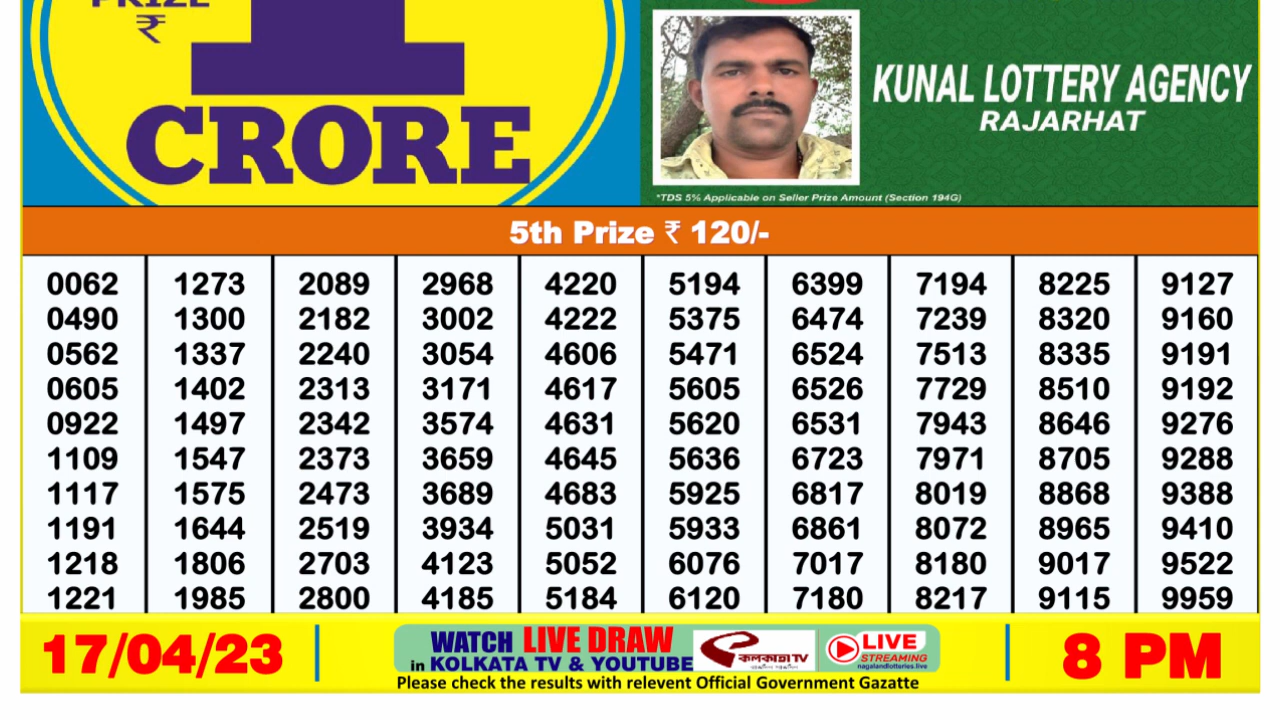 PRIZE
₹
1
CRORE
KUNAL LOTTERY AGENCY
RAJARHAT
*TDS 5% Applicable on Seller Prize Amount (Section 194G)
5th Prize ₹ 120/-
0062 1273 2089 2968 4220 5194 6399 7194 8225 9127
0490 1300 2182 3002 4222 5375 6474 7239 8320 9160
0562 1337 2240 3054 4606 5471 6524 7513 8335 9191
0605 1402 2313 3171 4617 5605 6526 7729 8510 9192
0922 1497 2342 3574 4631 5620 6531 7943 8646 9276
1109 1547 2373 3659 4645 5636 6723 7971 8705 9288
1117 1575 2473 3689 4683 5925 6817 8019 8868 9388
1191 1644 2519 3934 5031 5933 6861 8072 8965 9410
1218 1806 2703 4123 5052 6076 7017 8180 9017 9522
1221 1985 2800 4185 5184 6120 7180 8217 9115 9959
17/04/23
WATCH LIVE DRAW
in KOLKATA TV & YOUTUBE
কলকাতা TV
LIVE
STREAMING
nagalandlotteries.live
8 PM
Please check the results with relevent Official Government Gazatte